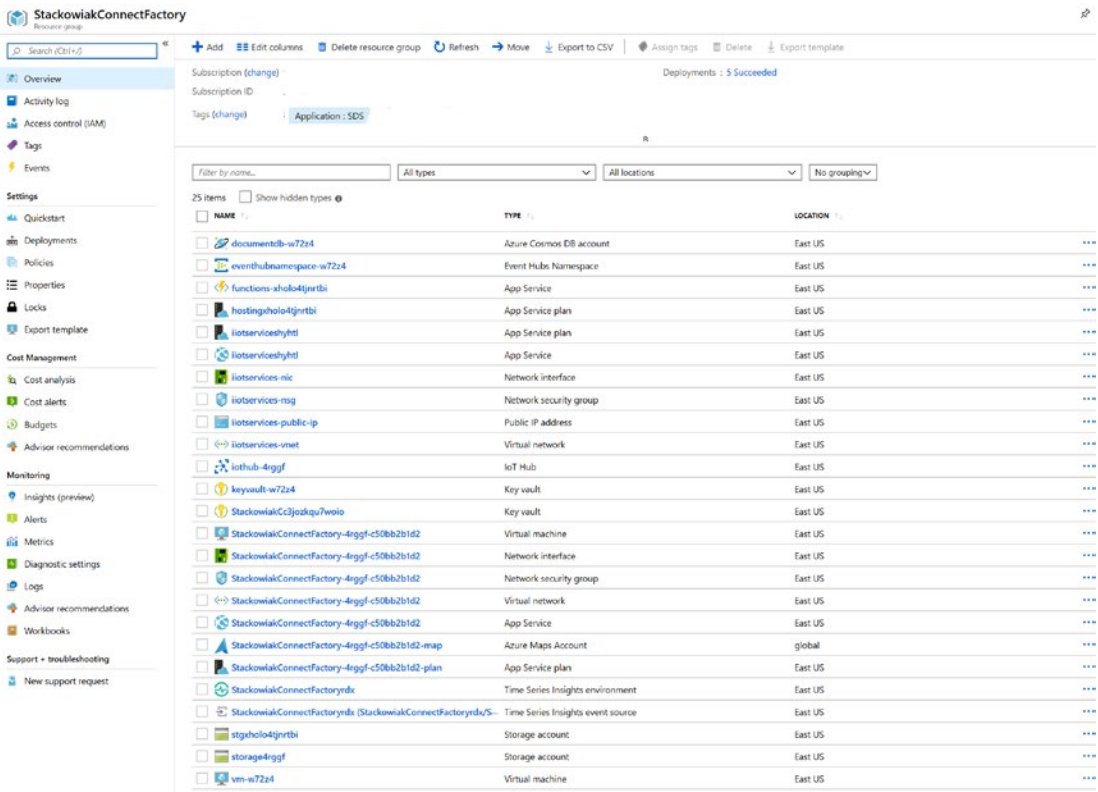 StackowiakConnectFactory
Resource group
Search (Ctrl+/)
Overview
Activity log
Access control (IAM)
Tags
Events
Settings
Quickstart
Deployments
Policies
Properties
Locks
Export template
Cost Management
Cost analysis
Cost alerts
Budgets
Advisor recommendations
Monitoring
Insights (preview)
Alerts
Metrics
Diagnostic settings
Logs
Advisor recommendations
Workbooks
Support + troubleshooting
New support request
Add Edit columns Delete resource group Refresh Move Export to CSV Assign tags Delete Export template
Subscription (change) Deployments : 5 Succeeded
Subscription ID :
Tags (change) : Application : SDS
Filter by name... All types All locations No grouping
25 items Show hidden types
NAME TYPE LOCATION
documentdb-w72z4 Azure Cosmos DB account East US
eventhubnamespace-w72z4 Event Hubs Namespace East US
functions-xholo4tjnrtbi App Service East US
hostingxholo4tjnrtbi App Service plan East US
iiotserviceshyhtl App Service plan East US
iiotserviceshyhtl App Service East US
iiotservices-nic Network interface East US
iiotservices-nsg Network security group East US
iiotservices-public-ip Public IP address East US
iiotservices-vnet Virtual network East US
iothub-4rggf IoT Hub East US
keyvault-w72z4 Key vault East US
StackowiakCc3jozkqu7woio Key vault East US
StackowiakConnectFactory-4rggf-c50bb2b1d2 Virtual machine East US
StackowiakConnectFactory-4rggf-c50bb2b1d2 Network interface East US
StackowiakConnectFactory-4rggf-c50bb2b1d2 Network security group East US
StackowiakConnectFactory-4rggf-c50bb2b1d2 Virtual network East US
StackowiakConnectFactory-4rggf-c50bb2b1d2 App Service East US
StackowiakConnectFactory-4rggf-c50bb2b1d2-map Azure Maps Account global
StackowiakConnectFactory-4rggf-c50bb2b1d2-plan App Service plan East US
StackowiakConnectFactoryrdx Time Series Insights environment East US
StackowiakConnectFactoryrdx (StackowiakConnectFactoryrdx/S... Time Series Insights event source East US
stgxholo4tjnrtbi Storage account East US
storage4rggf Storage account East US
vm-w72z4 Virtual machine East US